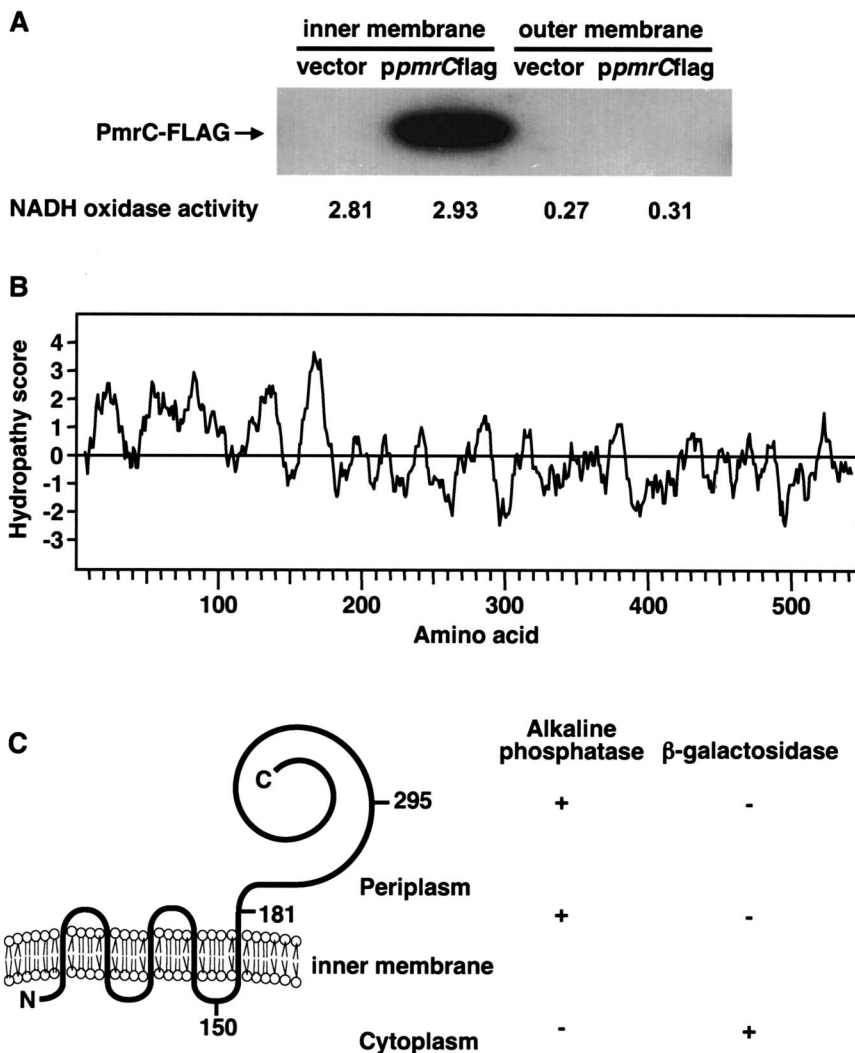 A
inner membrane outer membrane
vector ppmrCflag vector ppmrCflag
PmrC-FLAG
NADH oxidase activity 2.81 2.93 0.27 0.31
B
Hydropathy score
4
3
2
1
0
-1
-2
-3
100 200 300 400 500
Amino acid
C
Alkaline phosphatase β-galactosidase
C
295 + -
Periplasm
181 + -
inner membrane
N
150
Cytoplasm - +